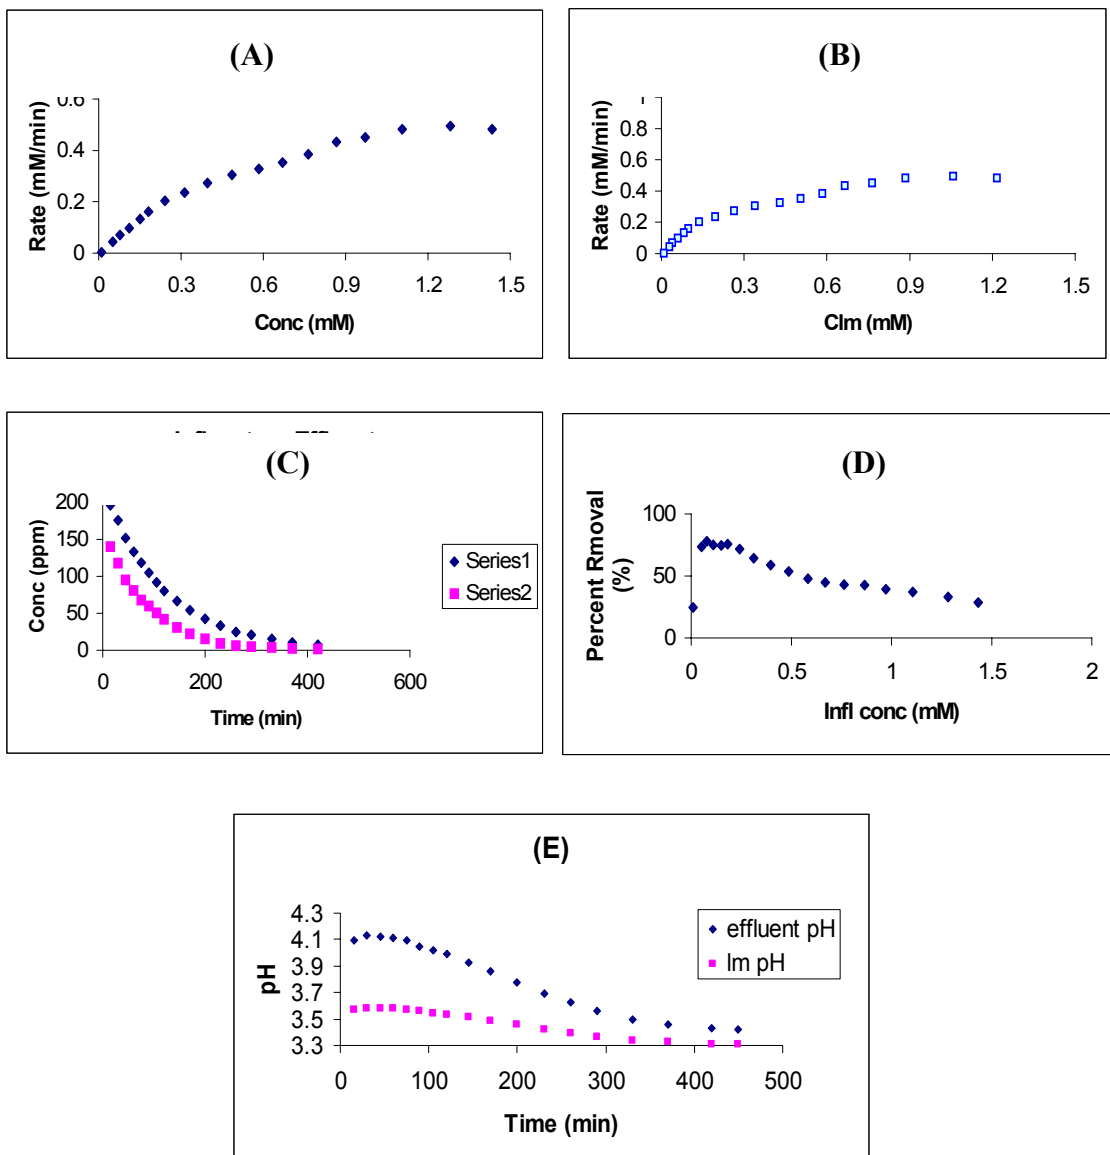 (A)
0.6
0.4
0.2
0
Rate (mM/min)
0 0.3 0.6 0.9 1.2 1.5
Conc (mM)
(B)
1
0.8
0.6
0.4
0.2
0
Rate (mM/min)
0 0.3 0.6 0.9 1.2 1.5
Clm (mM)
(C)
200
150
100
50
0
Conc (ppm)
Series1
Series2
0 200 400 600
Time (min)
(D)
100
50
0
Percent Rmoval
(%)
0 0.5 1 1.5 2
Infl conc (mM)
(E)
4.3
4.1
3.9
3.7
3.5
3.3
pH
effluent pH
Im pH
0 100 200 300 400 500
Time (min)